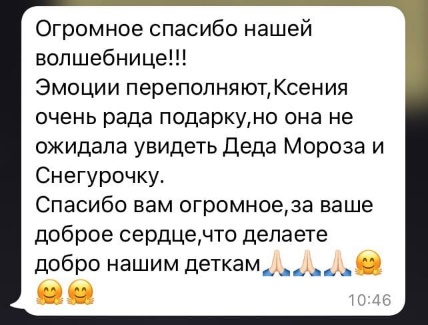 Огромное спасибо нашей
волшебнице!!!
Эмоции переполняют,Ксения
очень рада подарку,но она не
ожидала увидеть Деда Мороза и
Снегурочку.
Спасибо вам огромное,за ваше
доброе сердце,что делаете
добро нашим деткам🙏🏻🙏🏻🙏🏻🤗
🤗🤗
10:46